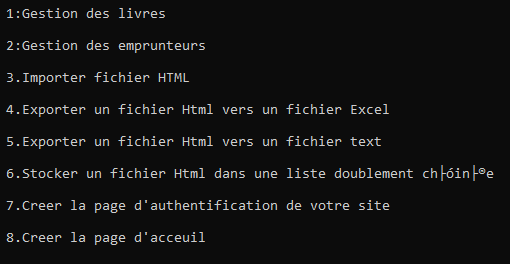 1:Gestion des livres
2:Gestion des emprunteurs
3.Importer fichier HTML
4.Exporter un fichier Html vers un fichier Excel
5.Exporter un fichier Html vers un fichier text
6.Stocker un fichier Html dans une liste doublement ch├óin├®e
7.Creer la page d'authentification de votre site
8.Creer la page d'acceuil